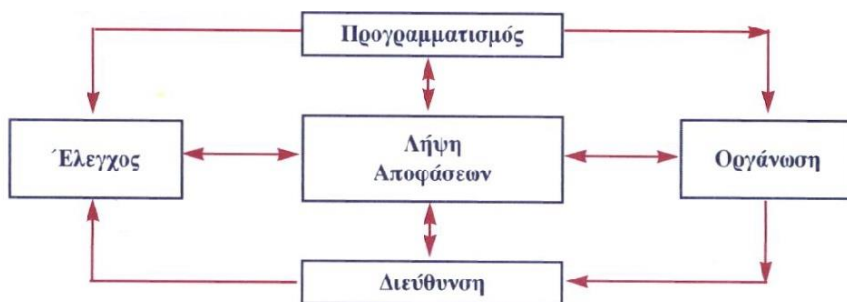 Προγραμματισμός
Έλεγχος
Λήψη
Αποφάσεων
Οργάνωση
Διεύθυνση